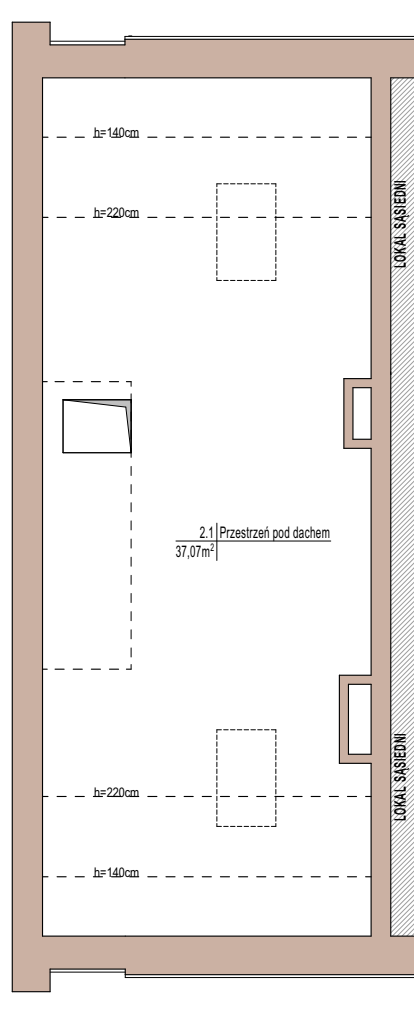 h=140cm
LOKAL SĄSIEDNI
h=220cm
2.1 Przestrzeń pod dachem
37,07m²
LOKAL SĄSIEDNI
h=220cm
h=140cm